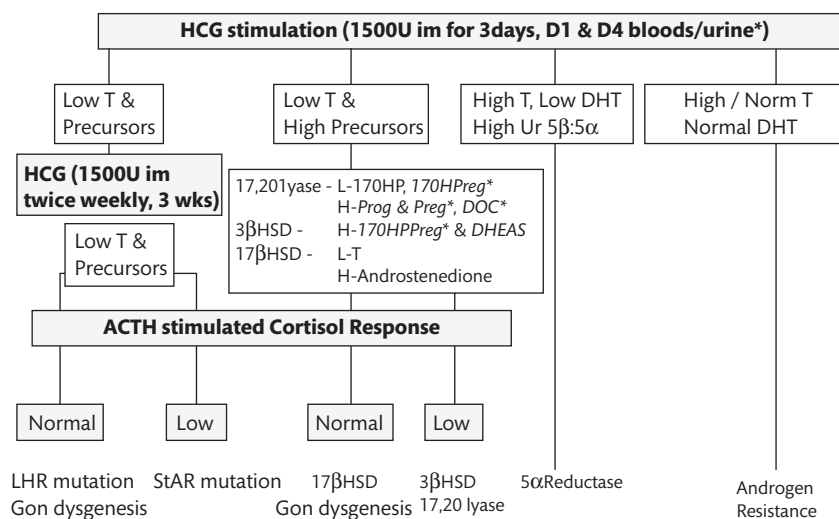 HCG stimulation (1500U im for 3days, D1 & D4 bloods/urine*)
Low T &
Precursors
Low T &
High Precursors
High T, Low DHT
High Ur 5β:5α
High / Norm T
Normal DHT
HCG (1500U im
twice weekly, 3 wks)
17,201yase - L-170HP, 170HPreg*
H-Prog & Preg*, DOC*
3βHSD - H-170HPPreg* & DHEAS
17βHSD - L-T
H-Androstenedione
Low T &
Precursors
ACTH stimulated Cortisol Response
Normal
Low
Normal
Low
LHR mutation
Gon dysgenesis
StAR mutation
17βHSD
Gon dysgenesis
3βHSD
17,20 lyase
5αReductase
Androgen
Resistance